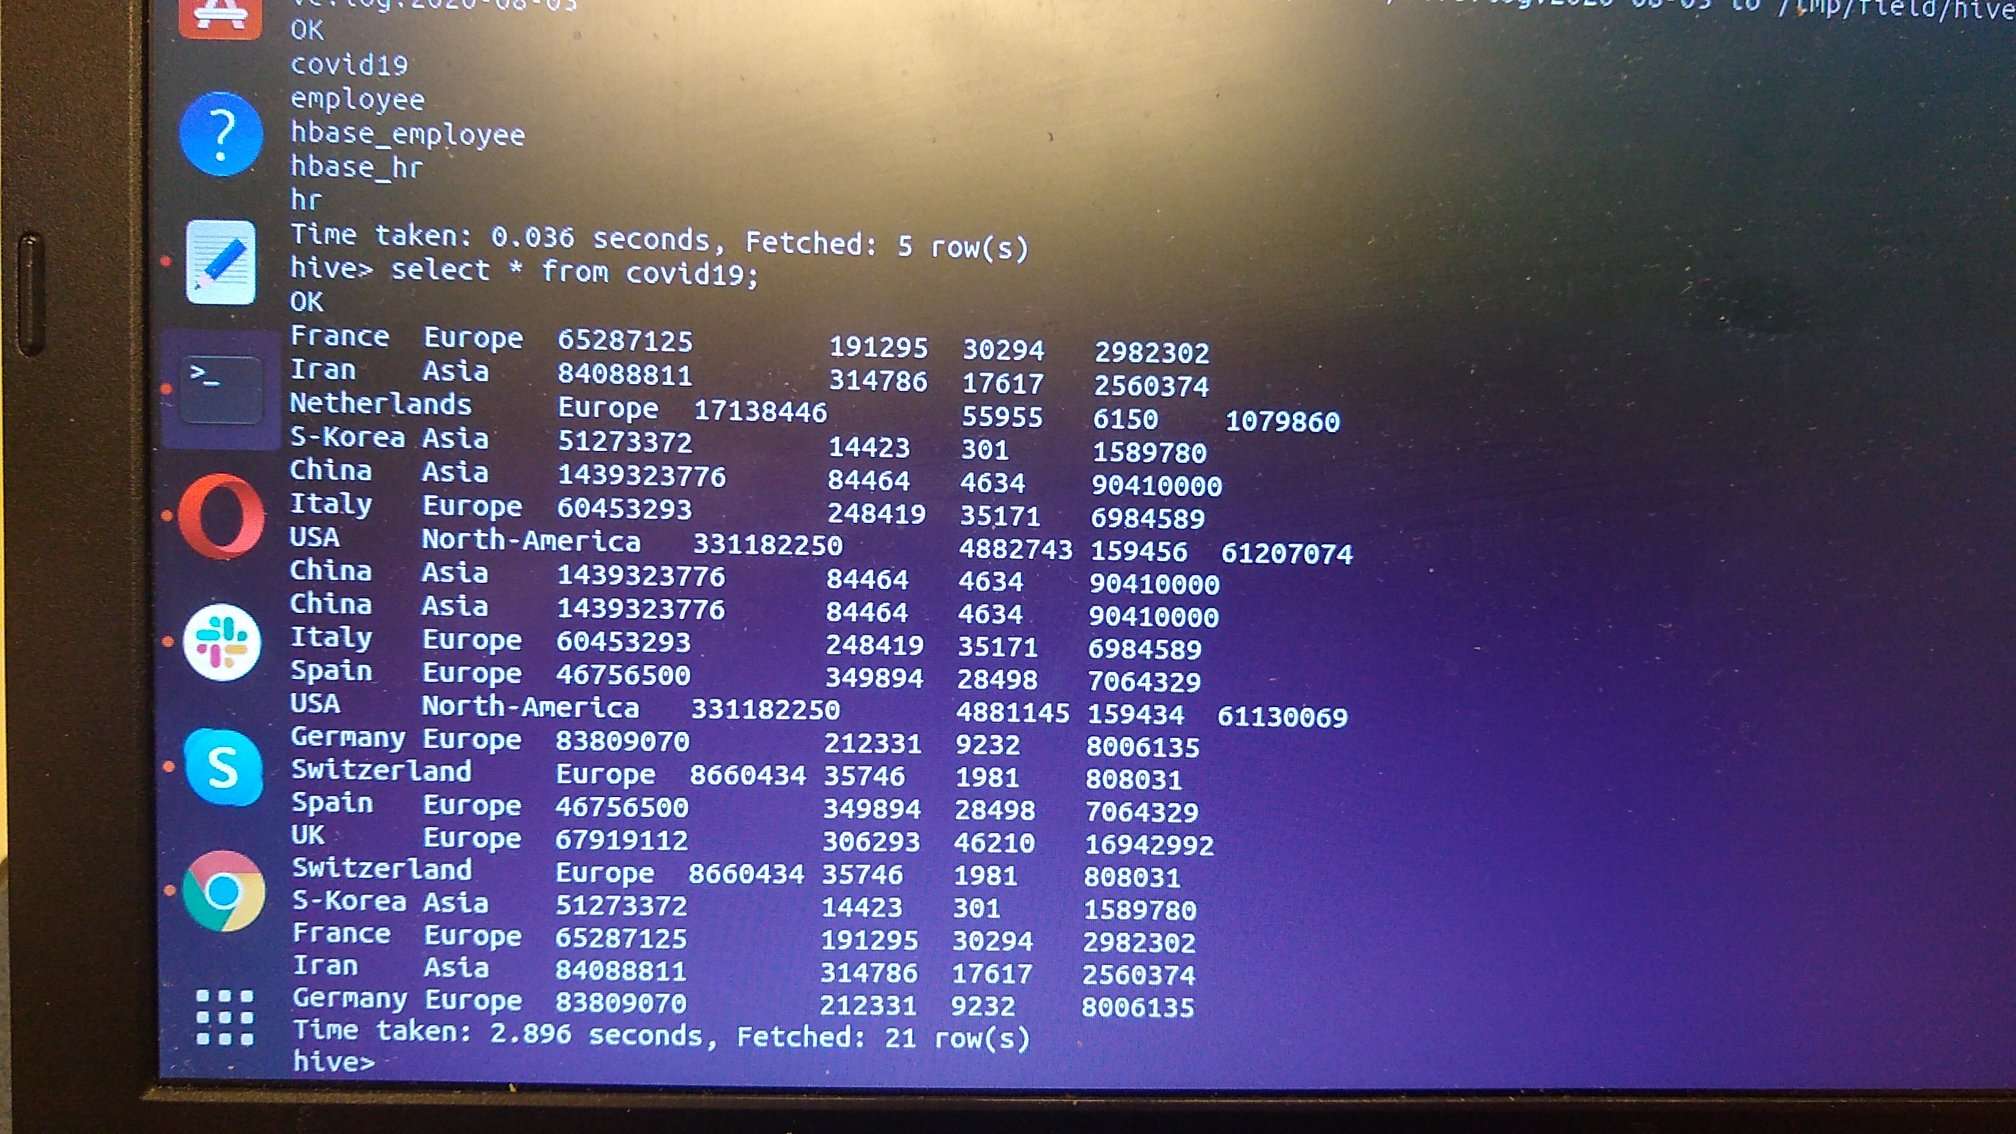 ve.log.2020-08-03 to /tmp/field/hive
OK
covid19
employee
hbase_employee
hbase_hr
hr
Time taken: 0.036 seconds, Fetched: 5 row(s)
hive> select * from covid19;
OK
France Europe 65287125 191295 30294 2982302
Iran Asia 84088811 314786 17617 2560374
Netherlands Europe 17138446 55955 6150 1079860
S-Korea Asia 51273372 14423 301 1589780
China Asia 1439323776 84464 4634 90410000
Italy Europe 60453293 248419 35171 6984589
USA North-America 331182250 4882743 159456 61207074
China Asia 1439323776 84464 4634 90410000
China Asia 1439323776 84464 4634 90410000
Italy Europe 60453293 248419 35171 6984589
Spain Europe 46756500 349894 28498 7064329
USA North-America 331182250 4881145 159434 61130069
Germany Europe 83809070 212331 9232 8006135
Switzerland Europe 8660434 35746 1981 808031
Spain Europe 46756500 349894 28498 7064329
UK Europe 67919112 306293 46210 16942992
Switzerland Europe 8660434 35746 1981 808031
S-Korea Asia 51273372 14423 301 1589780
France Europe 65287125 191295 30294 2982302
Iran Asia 84088811 314786 17617 2560374
Germany Europe 83809070 212331 9232 8006135
Time taken: 2.896 seconds, Fetched: 21 row(s)
hive>